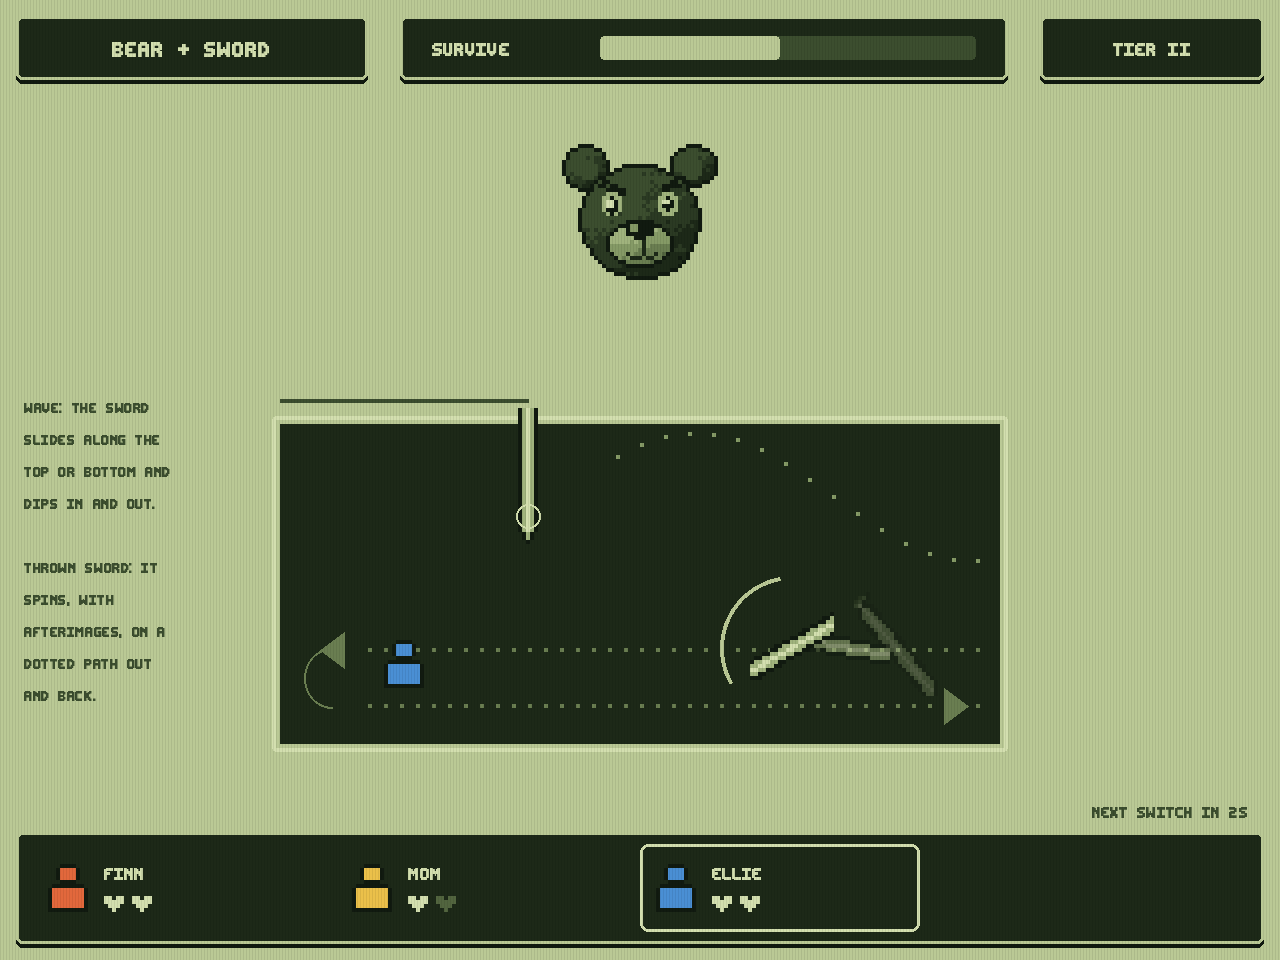 BEAR + SWORD
SURVIVE
TIER II
WAVE: THE SWORD
SLIDES ALONG THE
TOP OR BOTTOM AND
DIPS IN AND OUT.
THROWN SWORD: IT
SPINS, WITH
AFTERIMAGES, ON A
DOTTED PATH OUT
AND BACK.
NEXT SWITCH IN 2S
FINN
MOM
ELLIE